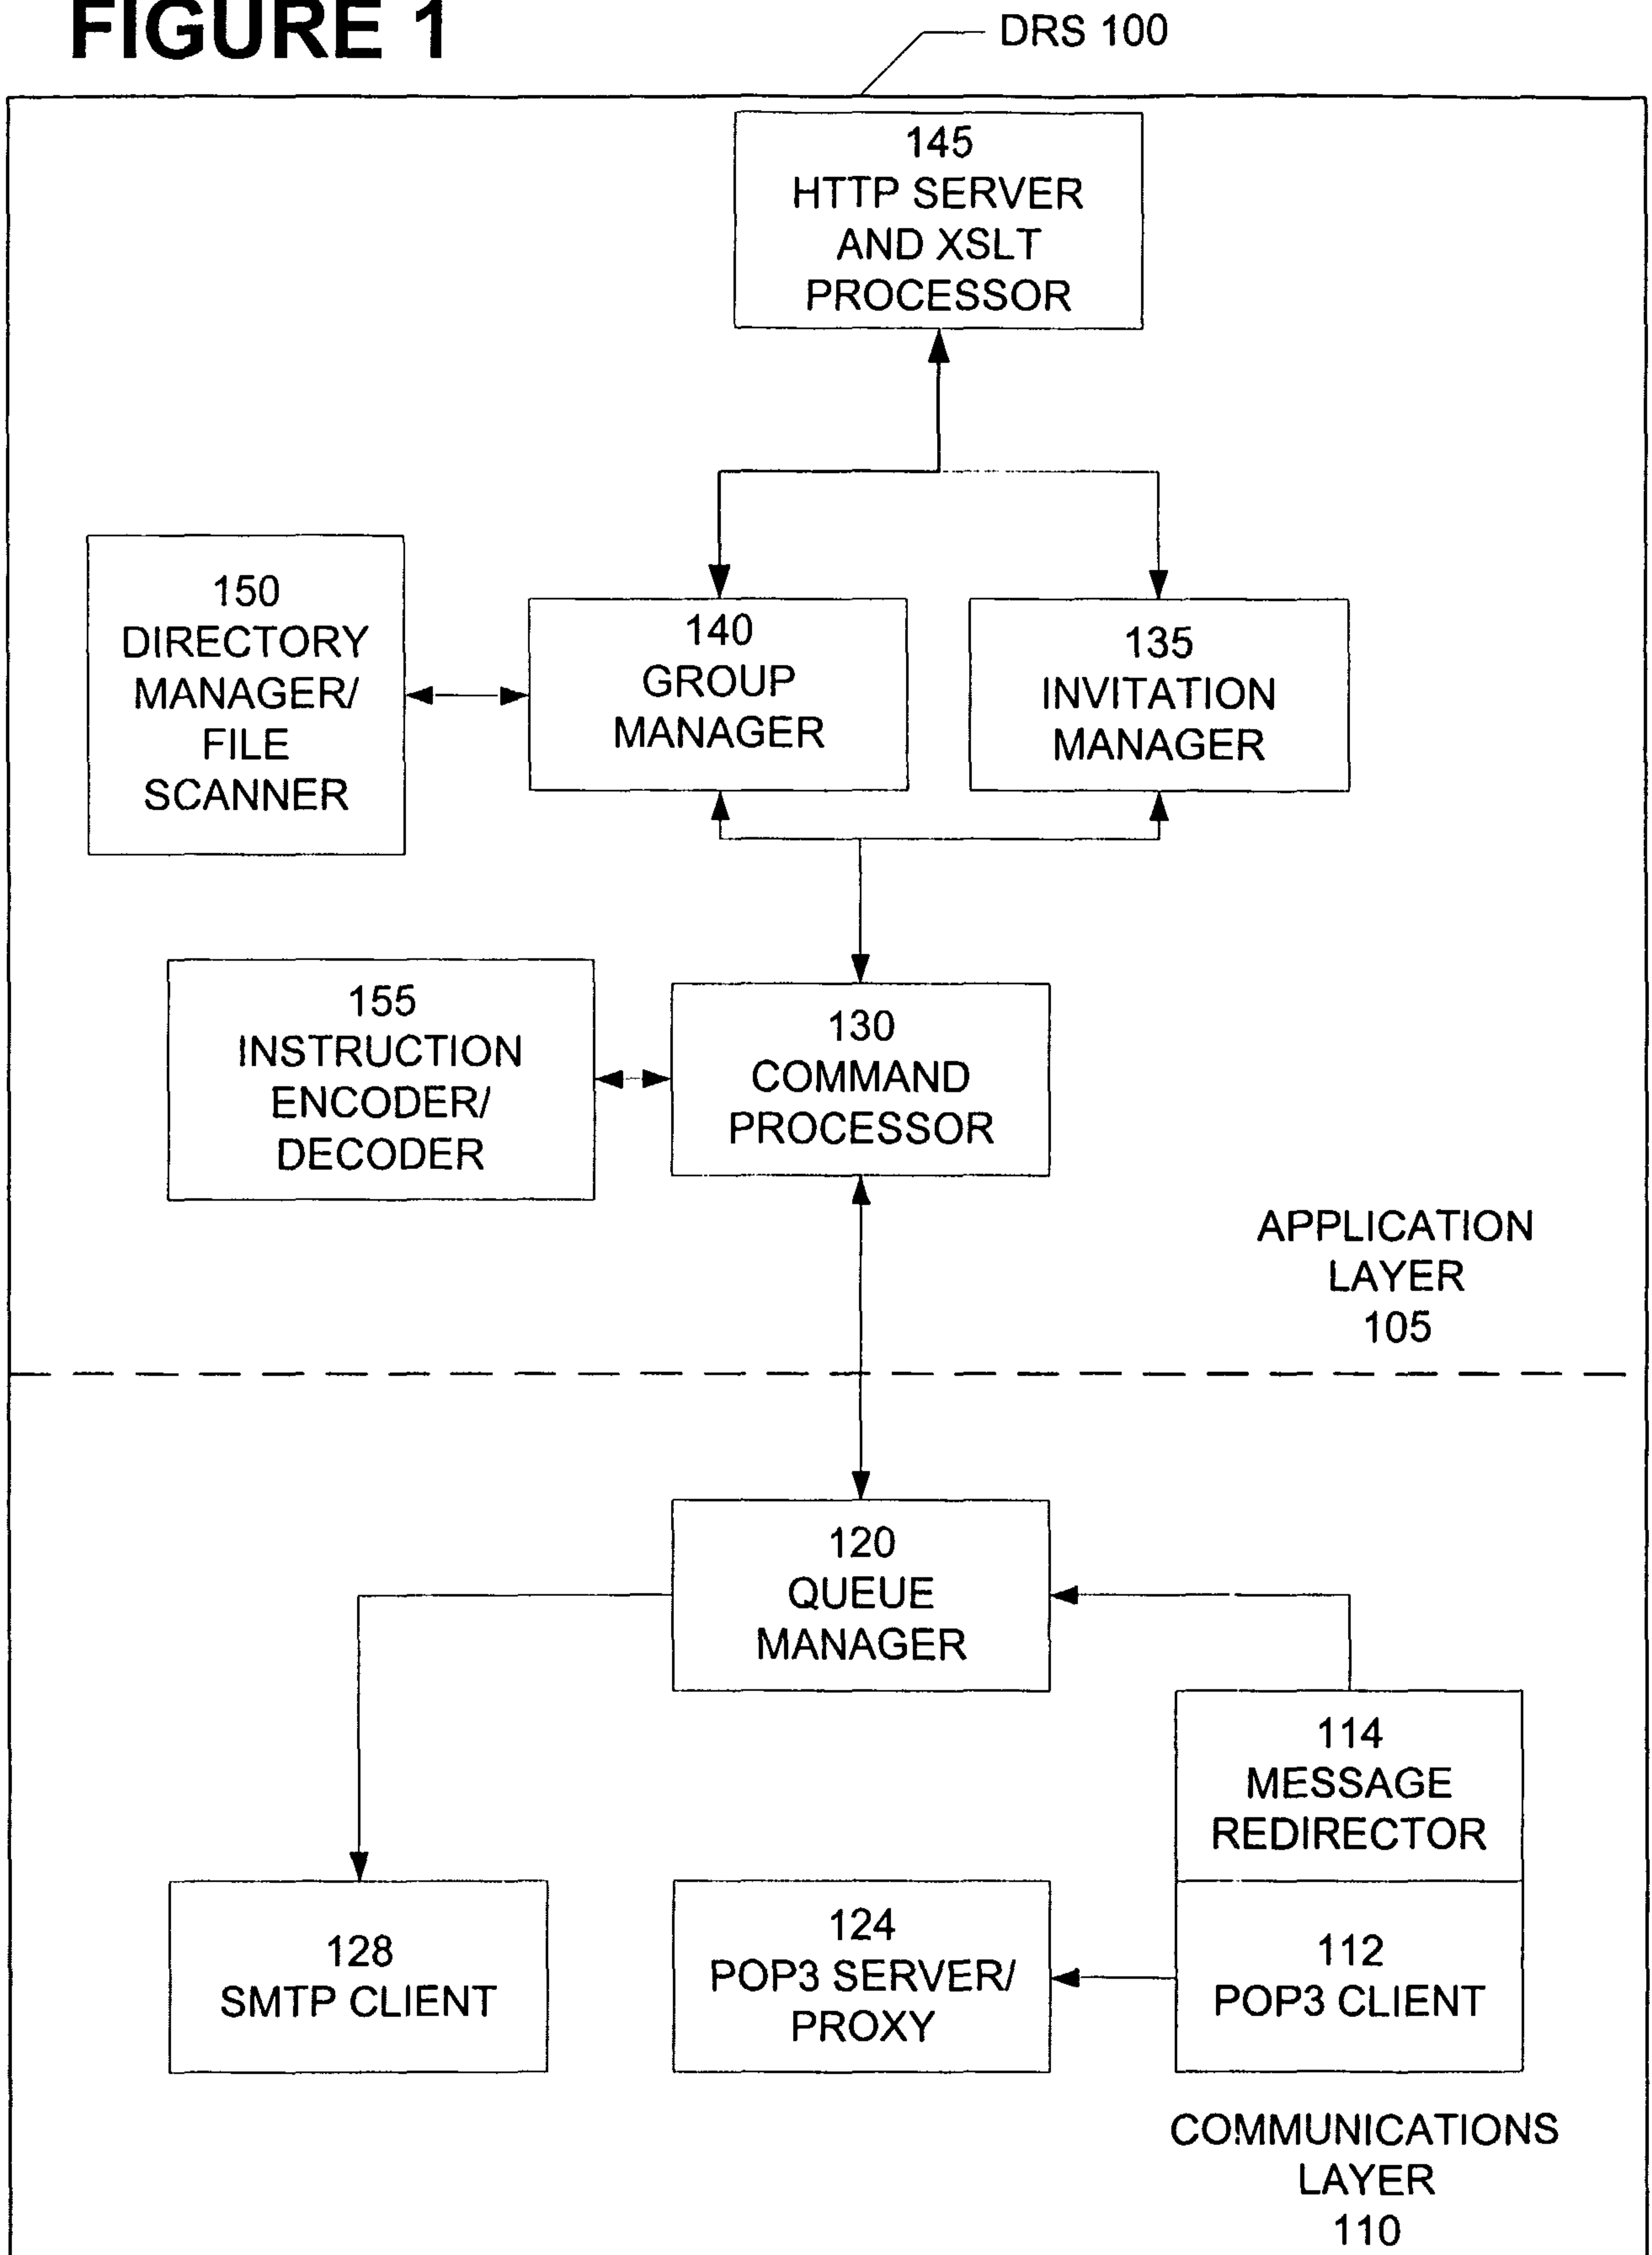 FIGURE 1
DRS 100
145
HTTP SERVER
AND XSLT
PROCESSOR
150
DIRECTORY
MANAGER/
FILE
SCANNER
140
GROUP
MANAGER
135
INVITATION
MANAGER
155
INSTRUCTION
ENCODER/
DECODER
130
COMMAND
PROCESSOR
APPLICATION
LAYER
105
120
QUEUE
MANAGER
114
MESSAGE
REDIRECTOR
128
SMTP CLIENT
124
POP3 SERVER/
PROXY
112
POP3 CLIENT
COMMUNICATIONS
LAYER
110